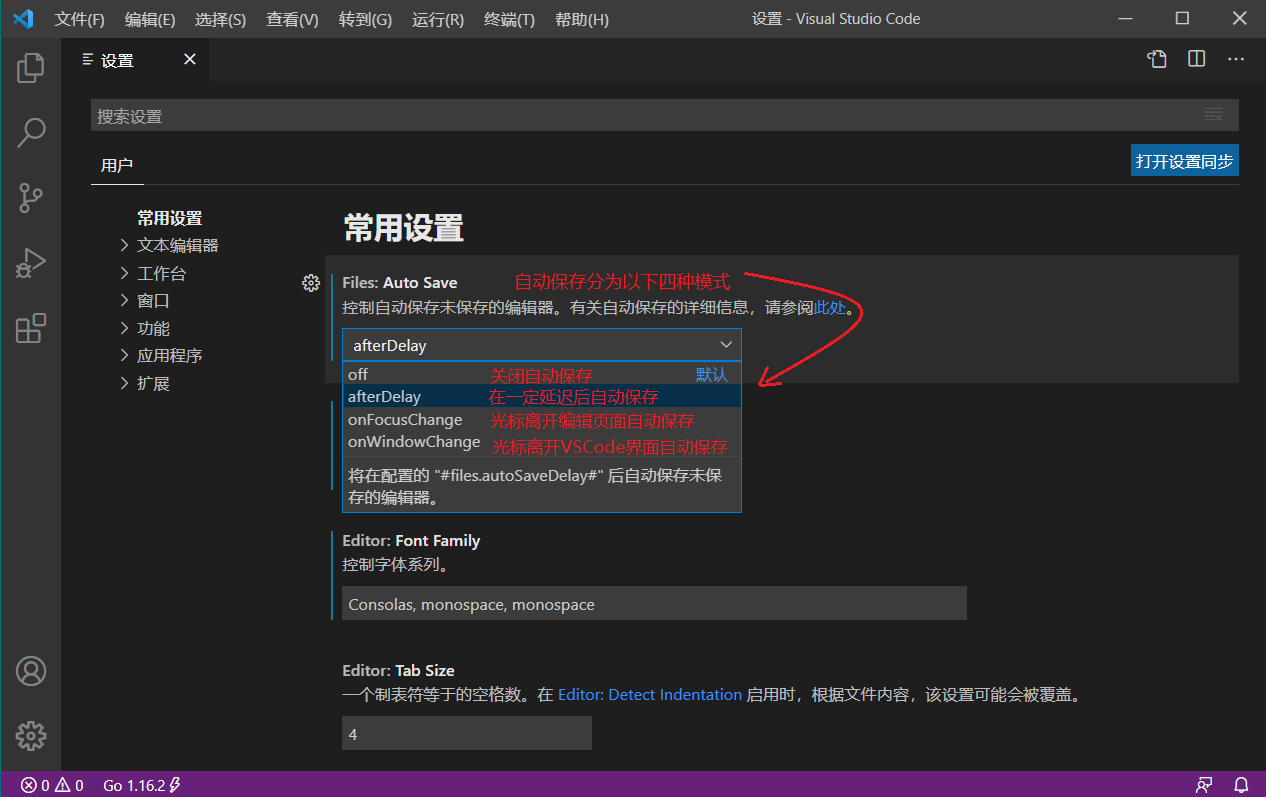 文件(F) 编辑(E) 选择(S) 查看(V) 转到(G) 运行(R) 终端(T) 帮助(H) 设置 - Visual Studio Code
设置
搜索设置
用户
打开设置同步
常用设置
文本编辑器
工作台
窗口
功能
应用程序
扩展
常用设置
Files: Auto Save 自动保存分为以下四种模式
控制自动保存未保存的编辑器。有关自动保存的详细信息，请参阅此处。
afterDelay
off 关闭自动保存 默认
afterDelay 在一定延迟后自动保存
onFocusChange 光标离开编辑页面自动保存
onWindowChange 光标离开VSCode界面自动保存
将在配置的 "#files.autoSaveDelay#" 后自动保存未保
存的编辑器。
Editor: Font Family
控制字体系列。
Consolas, monospace, monospace
Editor: Tab Size
一个制表符等于的空格数。在 Editor: Detect Indentation 启用时，根据文件内容，该设置可能会被覆盖。
4
0 0 Go 1.16.2